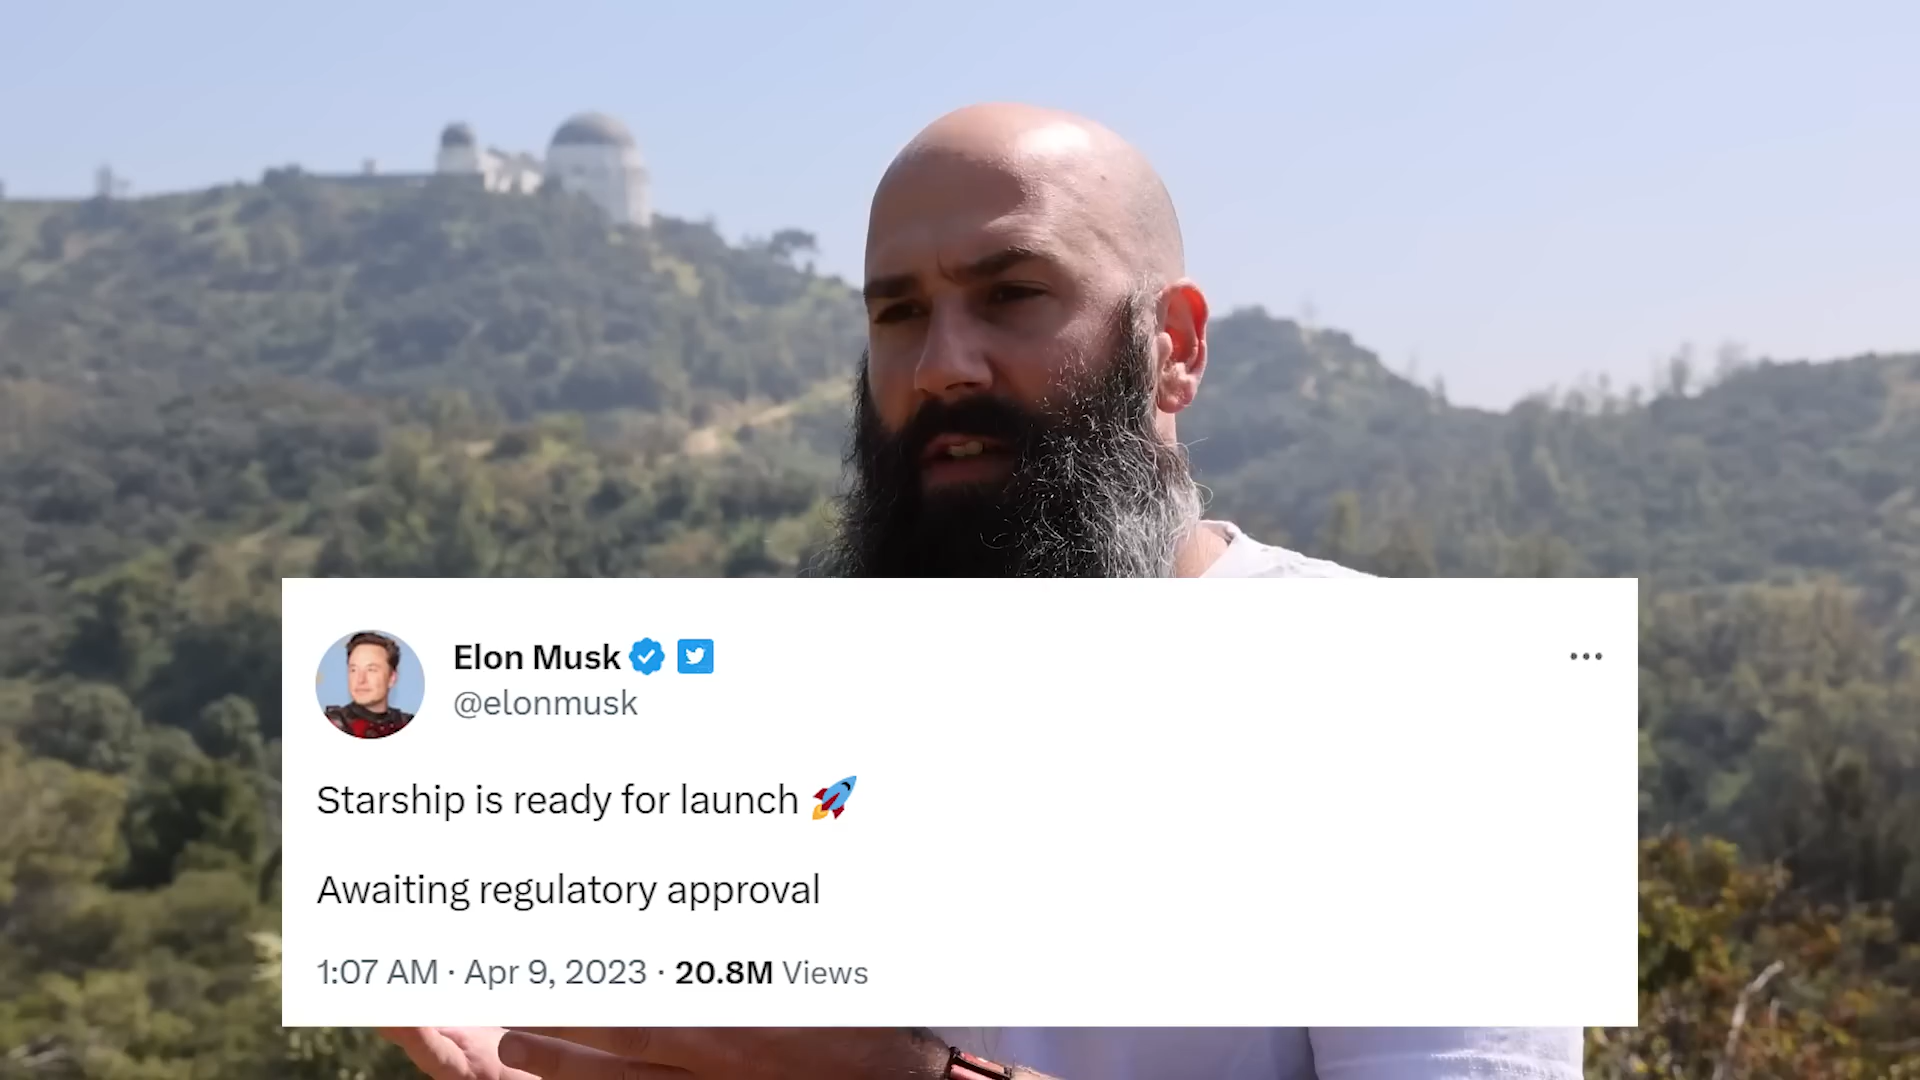 Elon Musk
@elonmusk
Starship is ready for launch 🚀
Awaiting regulatory approval
1:07 AM · Apr 9, 2023 · 20.8M Views